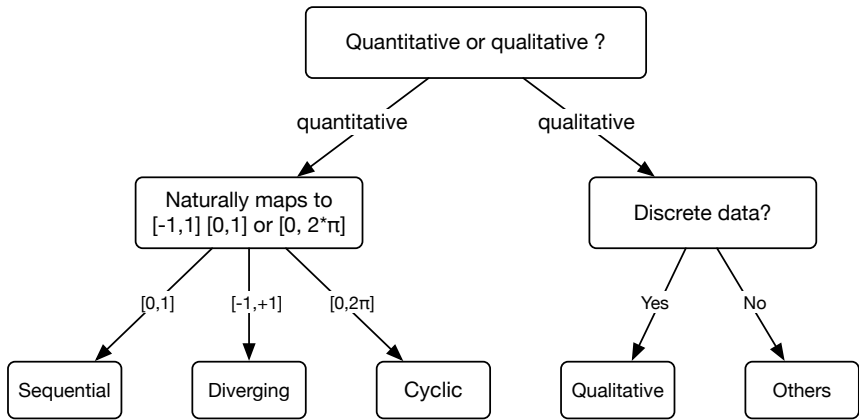 Quantitative or qualitative ?
quantitative
qualitative
Naturally maps to
[-1,1] [0,1] or [0, 2*π]
Discrete data?
[0,1]
[-1,+1]
[0,2π]
Yes
No
Sequential
Diverging
Cyclic
Qualitative
Others